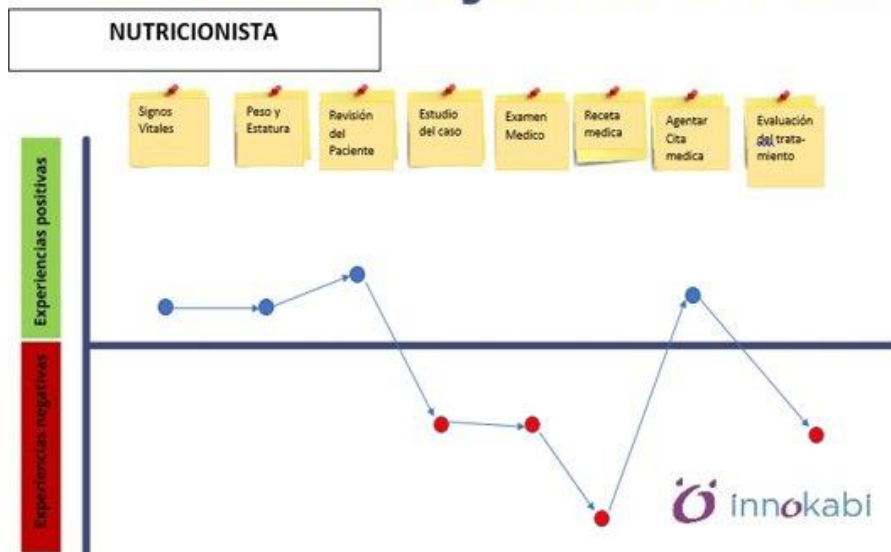 NUTRICIONISTA
Signos
Vitales
Peso y
Estatura
Revisión
del
Paciente
Estudio
del caso
Examen
Medico
Receta
medica
Agentar
Cita
medica
Evaluación
del trata-
miento
Experiencias positivas
Experiencias negativas
innokabi